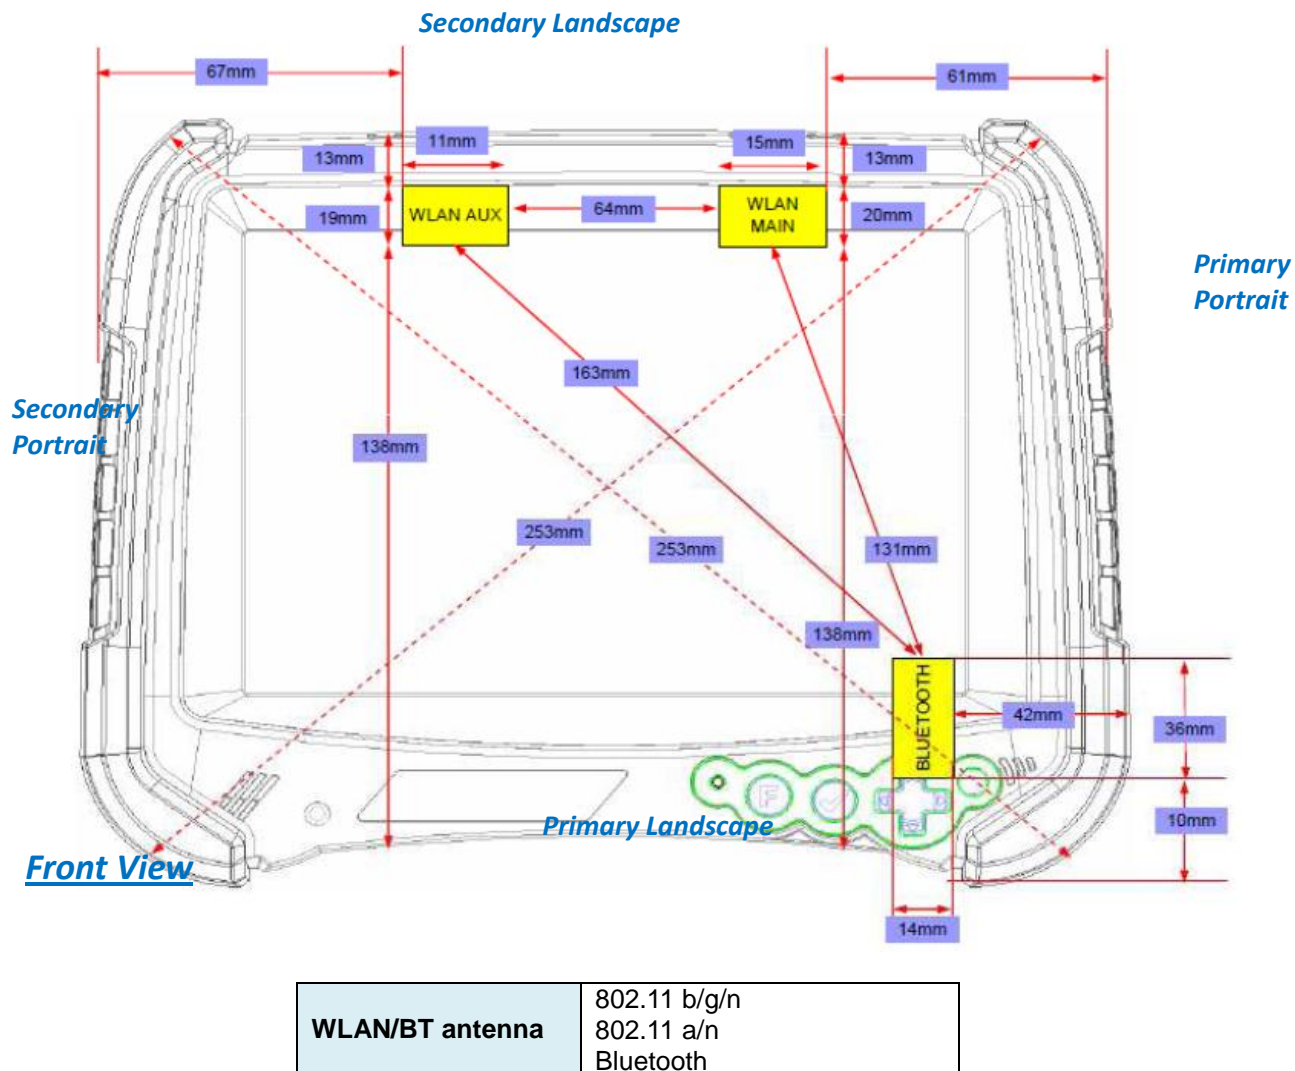 Secondary Landscape
67mm
61mm
11mm
15mm
13mm
13mm
WLAN AUX
64mm
WLAN
MAIN
19mm
20mm
Primary
Portrait
163mm
Secondary
Portrait
138mm
253mm
253mm
131mm
138mm
BLUETOOTH
42mm
36mm
F
10mm
Primary Landscape
Front View
14mm
WLAN/BT antenna
802.11 b/g/n
802.11 a/n
Bluetooth